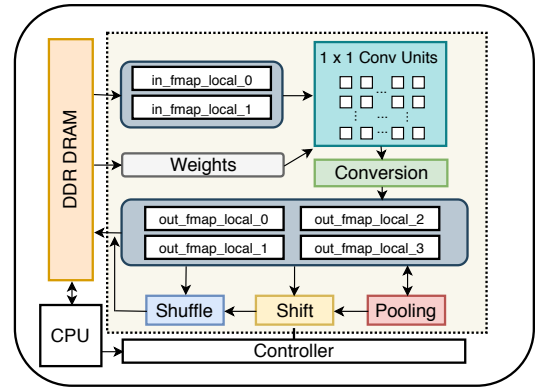 DDR DRAM
in_fmap_local_0
in_fmap_local_1
1 x 1 Conv Units
...
...
...
Weights
Conversion
out_fmap_local_0
out_fmap_local_2
out_fmap_local_1
out_fmap_local_3
Shuffle
Shift
Pooling
CPU
Controller